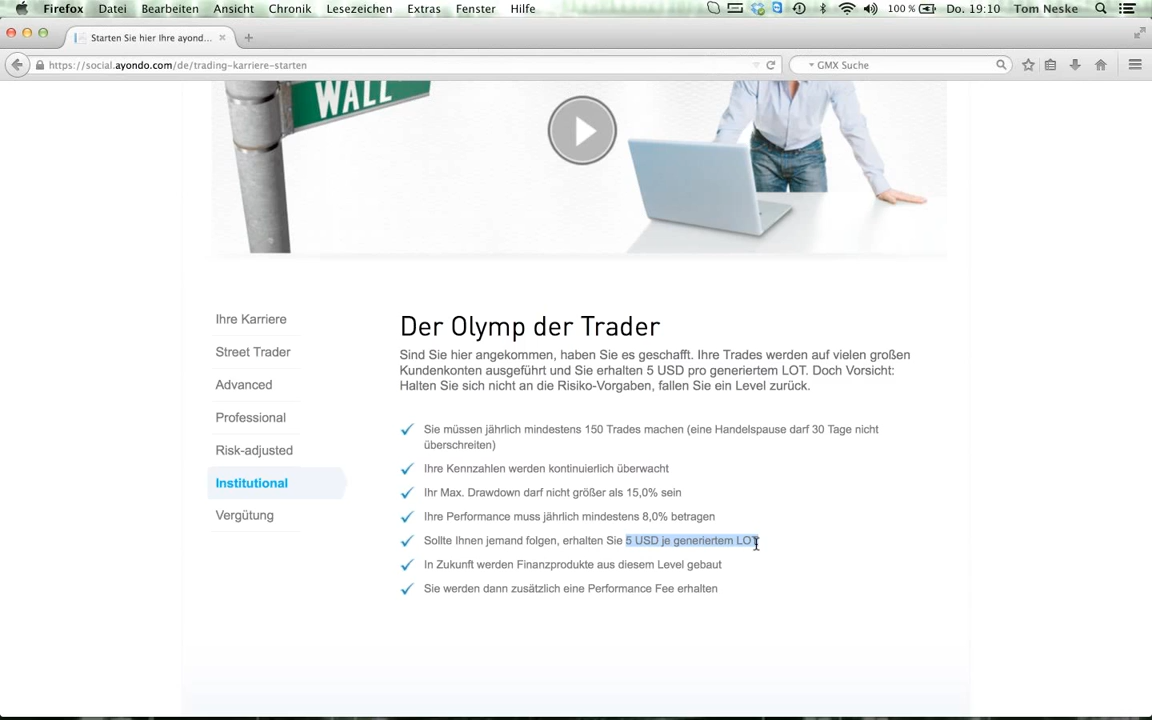 Firefox Datei Bearbeiten Ansicht Chronik Lesezeichen Extras Fenster Hilfe 100 % Do. 19:10 Tom Neske
Starten Sie hier Ihre ayond...
https://social.ayondo.com/de/trading-karriere-starten
GMX Suche
WALL
Ihre Karriere
Street Trader
Advanced
Professional
Risk-adjusted
Institutional
Vergütung
Der Olymp der Trader
Sind Sie hier angekommen, haben Sie es geschafft. Ihre Trades werden auf vielen großen
Kundenkonten ausgeführt und Sie erhalten 5 USD pro generiertem LOT. Doch Vorsicht:
Halten Sie sich nicht an die Risiko-Vorgaben, fallen Sie ein Level zurück.
Sie müssen jährlich mindestens 150 Trades machen (eine Handelspause darf 30 Tage nicht
überschreiten)
Ihre Kennzahlen werden kontinuierlich überwacht
Ihr Max. Drawdown darf nicht größer als 15,0% sein
Ihre Performance muss jährlich mindestens 8,0% betragen
Sollte Ihnen jemand folgen, erhalten Sie 5 USD je generiertem LOT
In Zukunft werden Finanzprodukte aus diesem Level gebaut
Sie werden dann zusätzlich eine Performance Fee erhalten